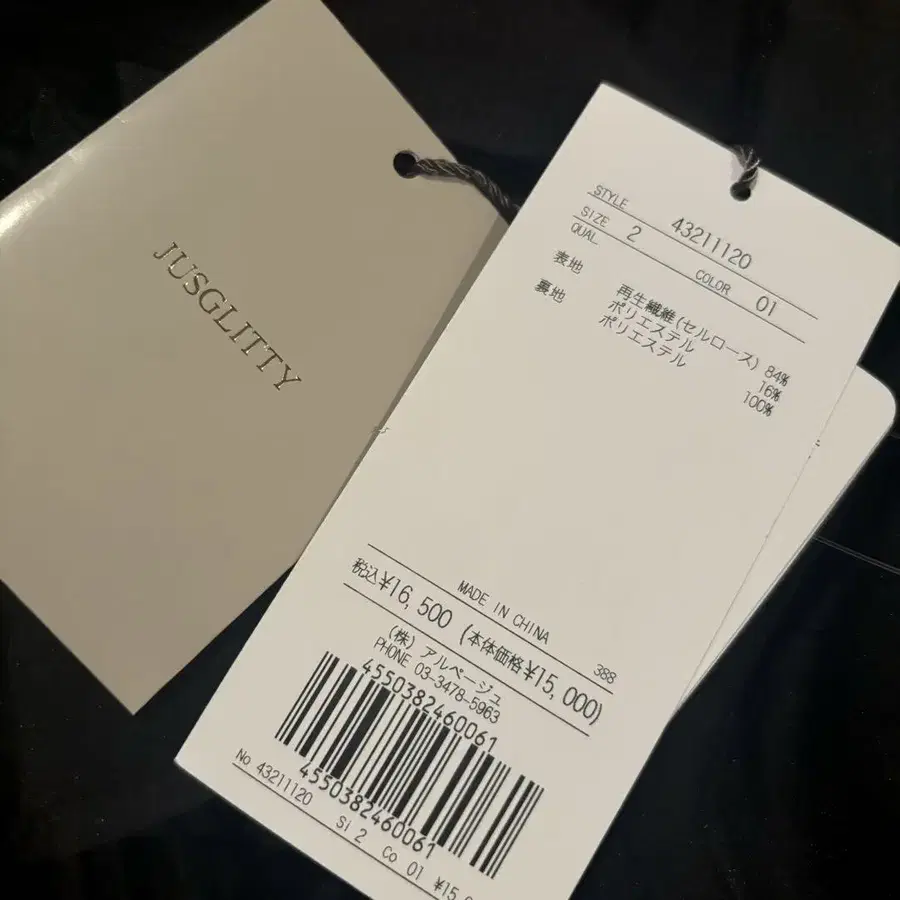 JUSGLITTY
STYLE 43211120
SIZE 2 COLOR 01
QUAL
表地 再生繊維(セルロース) 84%
ポリエステル 16%
裏地 ポリエステル 100%
MADE IN CHINA
388
税込¥16,500 (本体価格¥15,000)
(株) アルページュ
PHONE 03-3478-5963
4550382460061
4550382460061
No 43211120 Si 2 Co 01